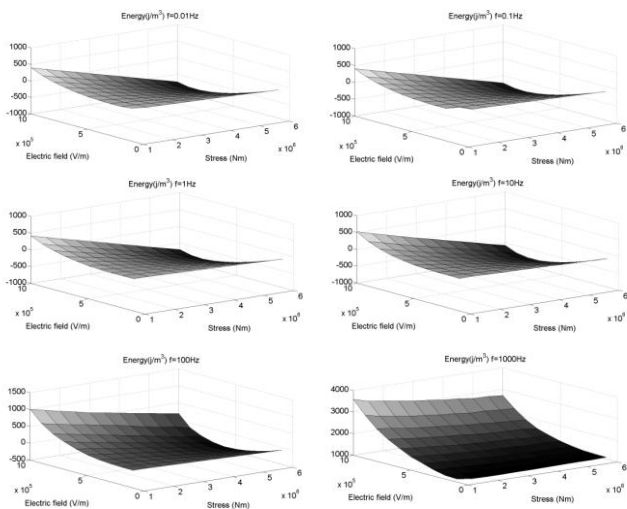 Energy(j/m³) f=0.01Hz
1000
500
0
-500
-1000
10
x 10⁵
5
0
Electric field (V/m)
1
2
3
4
5
6
x 10⁶
Stress (Nm)
Energy(j/m³) f=0.1Hz
1000
500
0
-500
-1000
10
x 10⁵
5
0
Electric field (V/m)
1
2
3
4
5
6
x 10⁶
Stress (Nm)
Energy(j/m³) f=1Hz
1000
500
0
-500
-1000
10
x 10⁵
5
0
Electric field (V/m)
1
2
3
4
5
6
x 10⁶
Stress (Nm)
Energy(j/m³) f=10Hz
1000
500
0
-500
-1000
10
x 10⁵
5
0
Electric field (V/m)
1
2
3
4
5
6
x 10⁶
Stress (Nm)
Energy(j/m³) f=100Hz
1500
1000
500
0
-500
10
x 10⁵
5
0
Electric field (V/m)
1
2
3
4
5
6
x 10⁶
Stress (Nm)
Energy(j/m³) f=1000Hz
4000
3000
2000
1000
10
x 10⁵
5
0
Electric field (V/m)
1
2
3
4
5
6
x 10⁶
Stress (Nm)